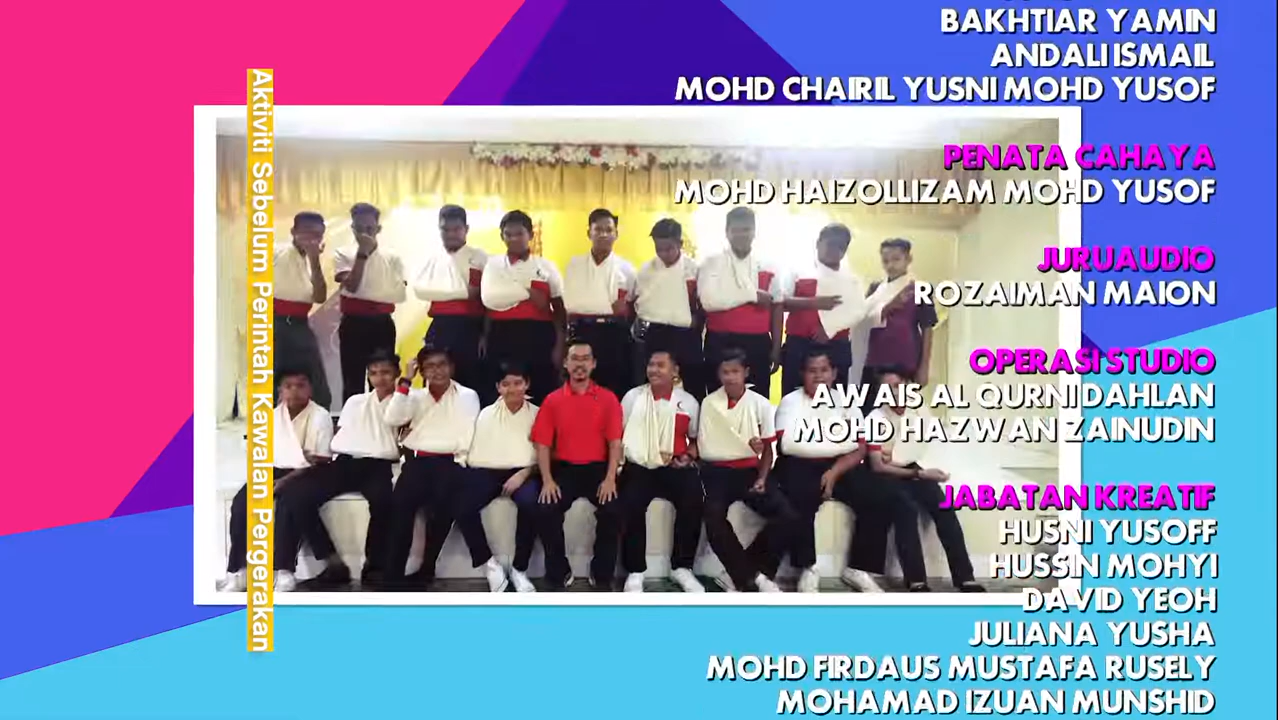 BAKHTIAR YAMIN
ANDALI ISMAIL
MOHD CHAIRIL YUSNI MOHD YUSOF
PENATA CAHAYA
MOHD HAIZOLLIZAM MOHD YUSOF
JURUAUDIO
ROZAIMAN MAION
OPERASI STUDIO
AWAIS AL QURNI DAHLAN
MOHD HAZWAN ZAINUDIN
JABATAN KREATIF
HUSNI YUSOFF
HUSSIN MOHYI
DAVID YEOH
JULIANA YUSHA
MOHD FIRDAUS MUSTAFA RUSELY
MOHAMAD IZUAN MUNSHID
Aktiviti Sebelum Perintah Kawalan Pergerakan